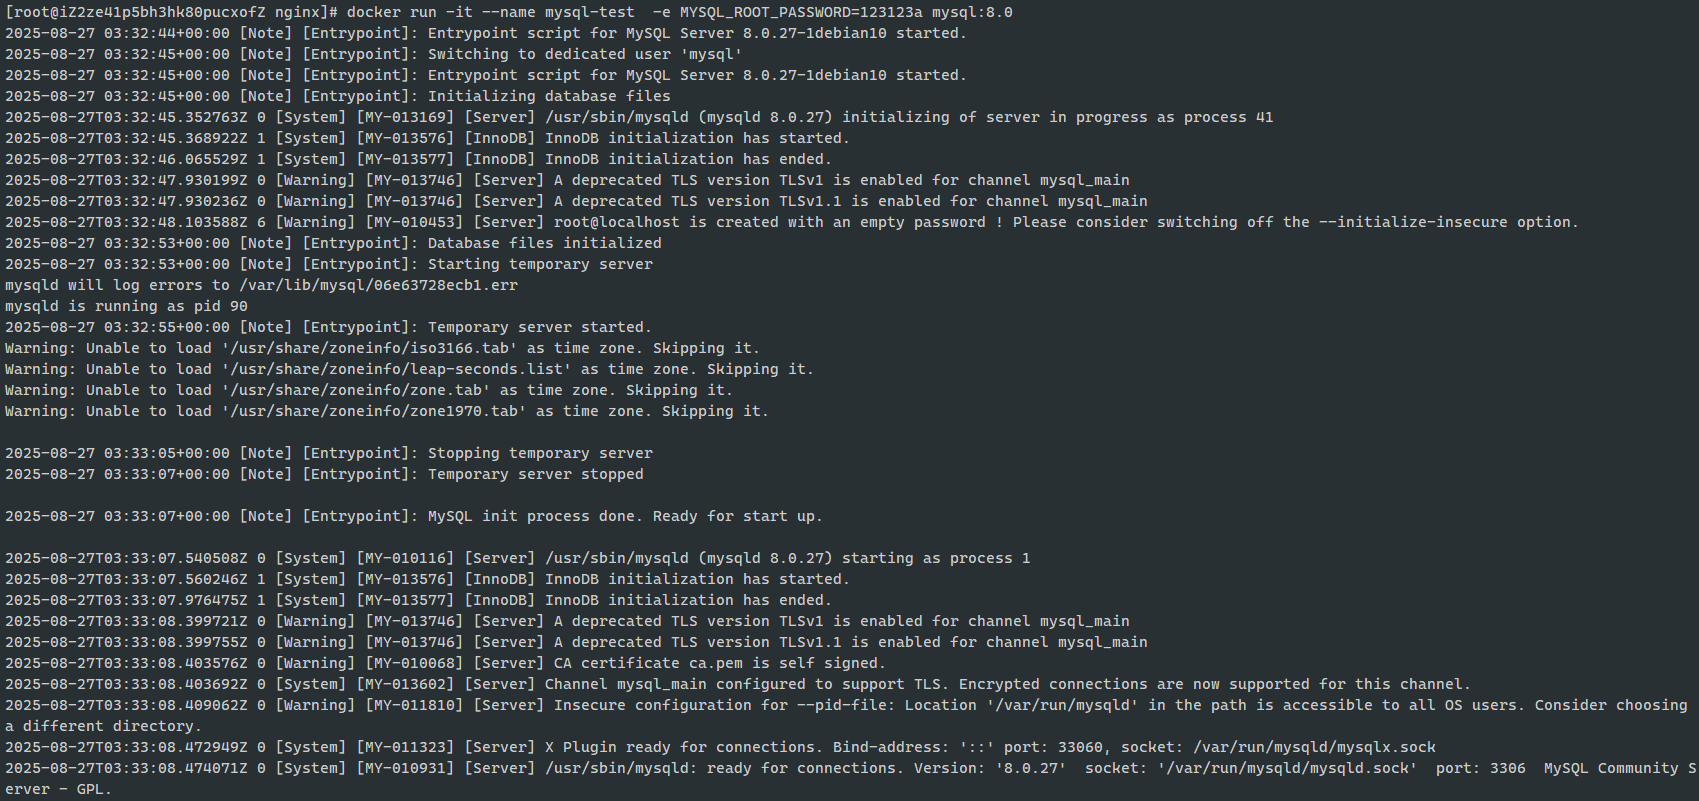 [root@iZ2ze41p5bh3hk80pucxofZ nginx]# docker run -it --name mysql-test  -e MYSQL_ROOT_PASSWORD=123123a mysql:8.0
2025-08-27 03:32:44+00:00 [Note] [Entrypoint]: Entrypoint script for MySQL Server 8.0.27-1debian10 started.
2025-08-27 03:32:45+00:00 [Note] [Entrypoint]: Switching to dedicated user 'mysql'
2025-08-27 03:32:45+00:00 [Note] [Entrypoint]: Entrypoint script for MySQL Server 8.0.27-1debian10 started.
2025-08-27 03:32:45+00:00 [Note] [Entrypoint]: Initializing database files
2025-08-27T03:32:45.352763Z 0 [System] [MY-013169] [Server] /usr/sbin/mysqld (mysqld 8.0.27) initializing of server in progress as process 41
2025-08-27T03:32:45.368922Z 1 [System] [MY-013576] [InnoDB] InnoDB initialization has started.
2025-08-27T03:32:46.065529Z 1 [System] [MY-013577] [InnoDB] InnoDB initialization has ended.
2025-08-27T03:32:47.930199Z 0 [Warning] [MY-013746] [Server] A deprecated TLS version TLSv1 is enabled for channel mysql_main
2025-08-27T03:32:47.930236Z 0 [Warning] [MY-013746] [Server] A deprecated TLS version TLSv1.1 is enabled for channel mysql_main
2025-08-27T03:32:48.103588Z 6 [Warning] [MY-010453] [Server] root@localhost is created with an empty password ! Please consider switching off the --initialize-insecure option.
2025-08-27 03:32:53+00:00 [Note] [Entrypoint]: Database files initialized
2025-08-27 03:32:53+00:00 [Note] [Entrypoint]: Starting temporary server
mysqld will log errors to /var/lib/mysql/06e63728ecb1.err
mysqld is running as pid 90
2025-08-27 03:32:55+00:00 [Note] [Entrypoint]: Temporary server started.
Warning: Unable to load '/usr/share/zoneinfo/iso3166.tab' as time zone. Skipping it.
Warning: Unable to load '/usr/share/zoneinfo/leap-seconds.list' as time zone. Skipping it.
Warning: Unable to load '/usr/share/zoneinfo/zone.tab' as time zone. Skipping it.
Warning: Unable to load '/usr/share/zoneinfo/zone1970.tab' as time zone. Skipping it.
2025-08-27 03:33:05+00:00 [Note] [Entrypoint]: Stopping temporary server
2025-08-27 03:33:07+00:00 [Note] [Entrypoint]: Temporary server stopped
2025-08-27 03:33:07+00:00 [Note] [Entrypoint]: MySQL init process done. Ready for start up.
2025-08-27T03:33:07.540508Z 0 [System] [MY-010116] [Server] /usr/sbin/mysqld (mysqld 8.0.27) starting as process 1
2025-08-27T03:33:07.560246Z 1 [System] [MY-013576] [InnoDB] InnoDB initialization has started.
2025-08-27T03:33:07.976475Z 1 [System] [MY-013577] [InnoDB] InnoDB initialization has ended.
2025-08-27T03:33:08.399721Z 0 [Warning] [MY-013746] [Server] A deprecated TLS version TLSv1 is enabled for channel mysql_main
2025-08-27T03:33:08.399755Z 0 [Warning] [MY-013746] [Server] A deprecated TLS version TLSv1.1 is enabled for channel mysql_main
2025-08-27T03:33:08.403576Z 0 [Warning] [MY-010068] [Server] CA certificate ca.pem is self signed.
2025-08-27T03:33:08.403692Z 0 [System] [MY-013602] [Server] Channel mysql_main configured to support TLS. Encrypted connections are now supported for this channel.
2025-08-27T03:33:08.409062Z 0 [Warning] [MY-011810] [Server] Insecure configuration for --pid-file: Location '/var/run/mysqld' in the path is accessible to all OS users. Consider choosing
a different directory.
2025-08-27T03:33:08.472949Z 0 [System] [MY-011323] [Server] X Plugin ready for connections. Bind-address: '::' port: 33060, socket: /var/run/mysqld/mysqlx.sock
2025-08-27T03:33:08.474071Z 0 [System] [MY-010931] [Server] /usr/sbin/mysqld: ready for connections. Version: '8.0.27'  socket: '/var/run/mysqld/mysqld.sock'  port: 3306  MySQL Community S
erver - GPL.